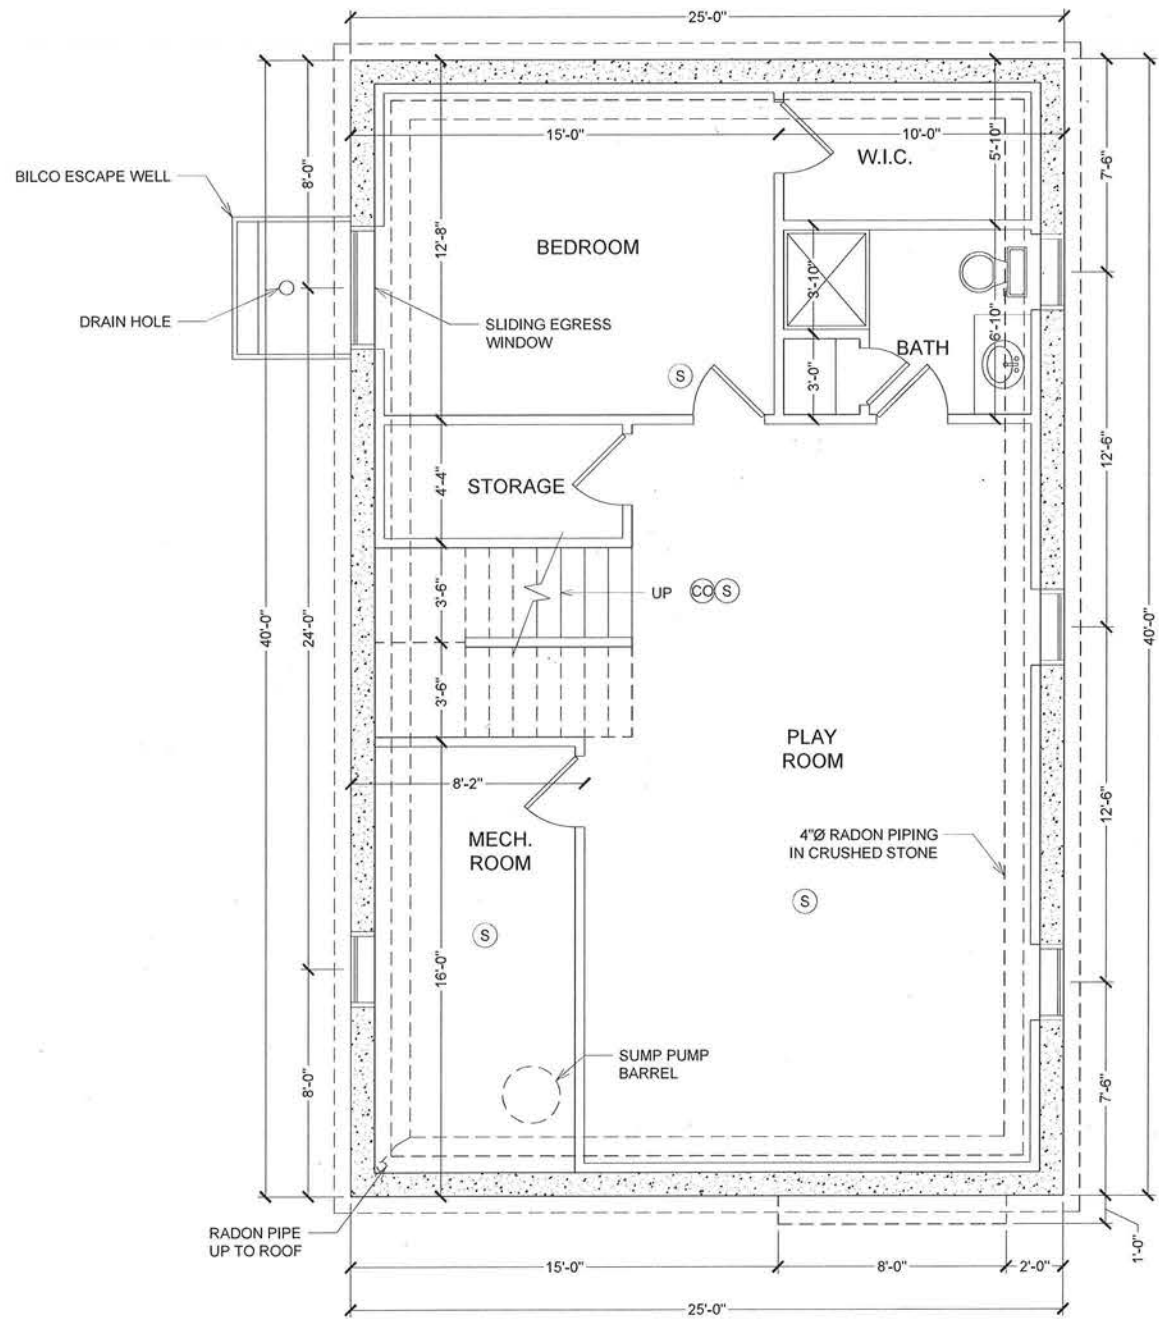 25'-0"
15'-0"
10'-0"
5'-10"
7'-6"
8'-0"
W.I.C.
BILCO ESCAPE WELL
12'-8"
BEDROOM
3'-10"
DRAIN HOLE
SLIDING EGRESS
WINDOW
6'-10"
BATH
S
3'-0"
12'-6"
4'-4"
STORAGE
UP
CO
S
3'-6"
40'-0"
24'-0"
40'-0"
3'-6"
PLAY
ROOM
8'-2"
12'-6"
MECH.
ROOM
4"Ø RADON PIPING
IN CRUSHED STONE
S
S
16'-0"
SUMP PUMP
BARREL
8'-0"
7'-6"
RADON PIPE
UP TO ROOF
1'-0"
15'-0"
8'-0"
2'-0"
25'-0"